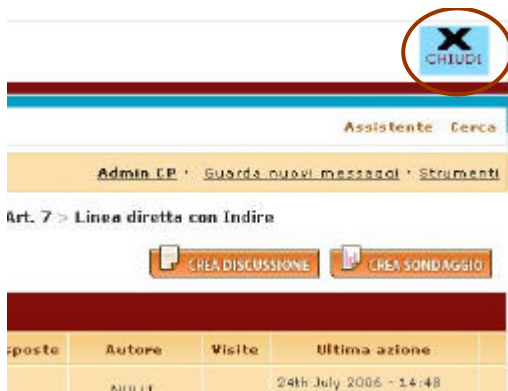 X
CHIUDI
Assistente Cerca
Admin CP · Guarda nuovi messaggi · Strumenti
Art. 7 > Linea diretta con Indire
CREA DISCUSSIONE CREA SONDAGGIO
sposte Autore Visite Ultima azione
24th July 2006 - 14:48